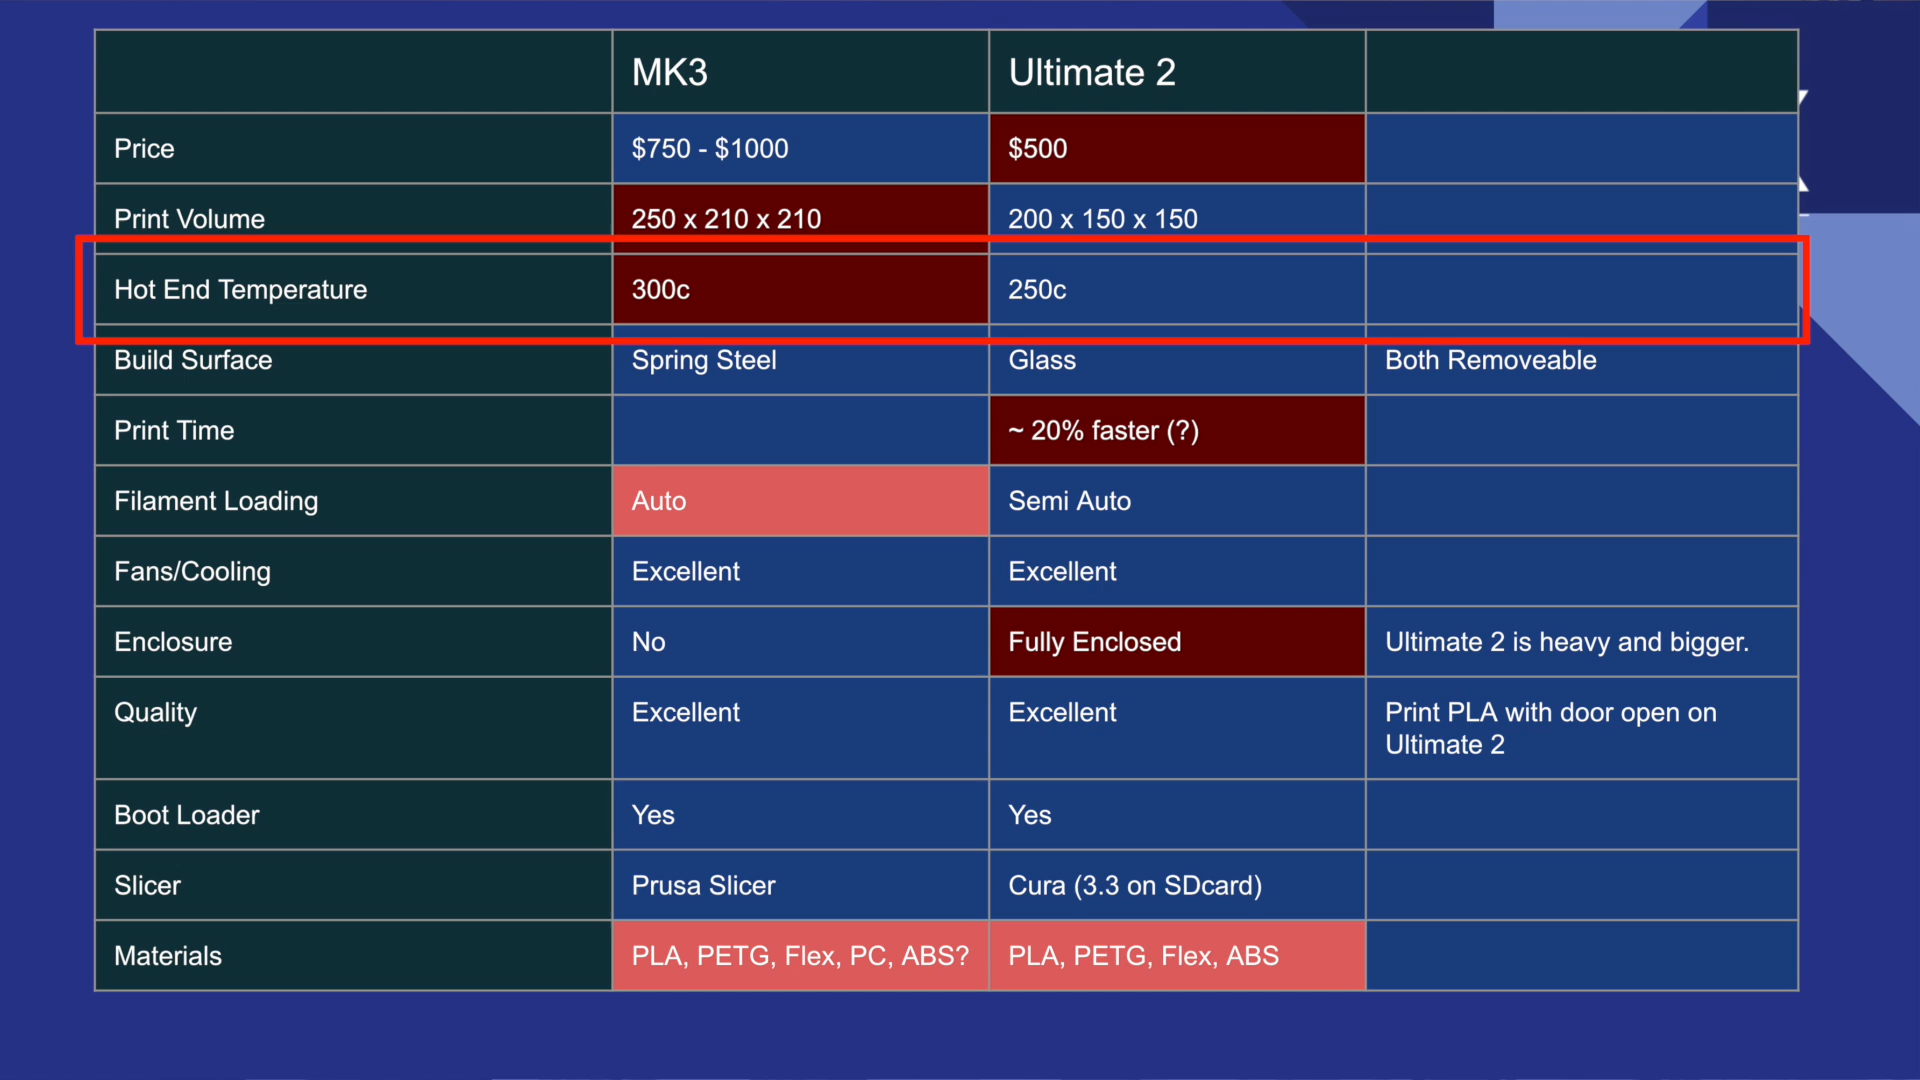 MK3 Ultimate 2
Price $750 - $1000 $500
Print Volume 250 x 210 x 210 200 x 150 x 150
Hot End Temperature 300c 250c
Build Surface Spring Steel Glass Both Removeable
Print Time ~ 20% faster (?)
Filament Loading Auto Semi Auto
Fans/Cooling Excellent Excellent
Enclosure No Fully Enclosed Ultimate 2 is heavy and bigger.
Quality Excellent Excellent Print PLA with door open on
Ultimate 2
Boot Loader Yes Yes
Slicer Prusa Slicer Cura (3.3 on SDcard)
Materials PLA, PETG, Flex, PC, ABS? PLA, PETG, Flex, ABS